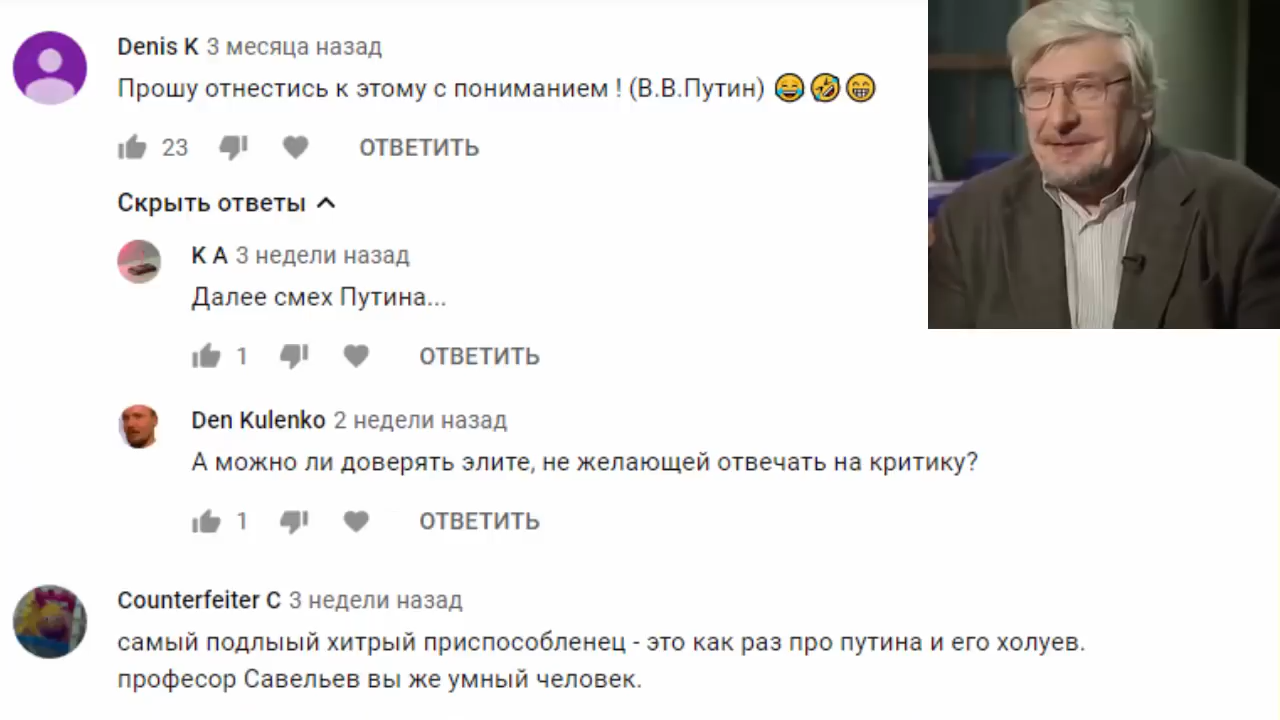 Denis K 3 месяца назад
Прошу отнестись к этому с пониманием ! (В.В.Путин) 😂🤣😁
23 ОТВЕТИТЬ
Скрыть ответы
K A 3 недели назад
Далее смех Путина...
1 ОТВЕТИТЬ
Den Kulenko 2 недели назад
А можно ли доверять элите, не желающей отвечать на критику?
1 ОТВЕТИТЬ
Counterfeiter C 3 недели назад
самый подлыый хитрый приспособленец - это как раз про путина и его холуев.
професор Савельев вы же умный человек.